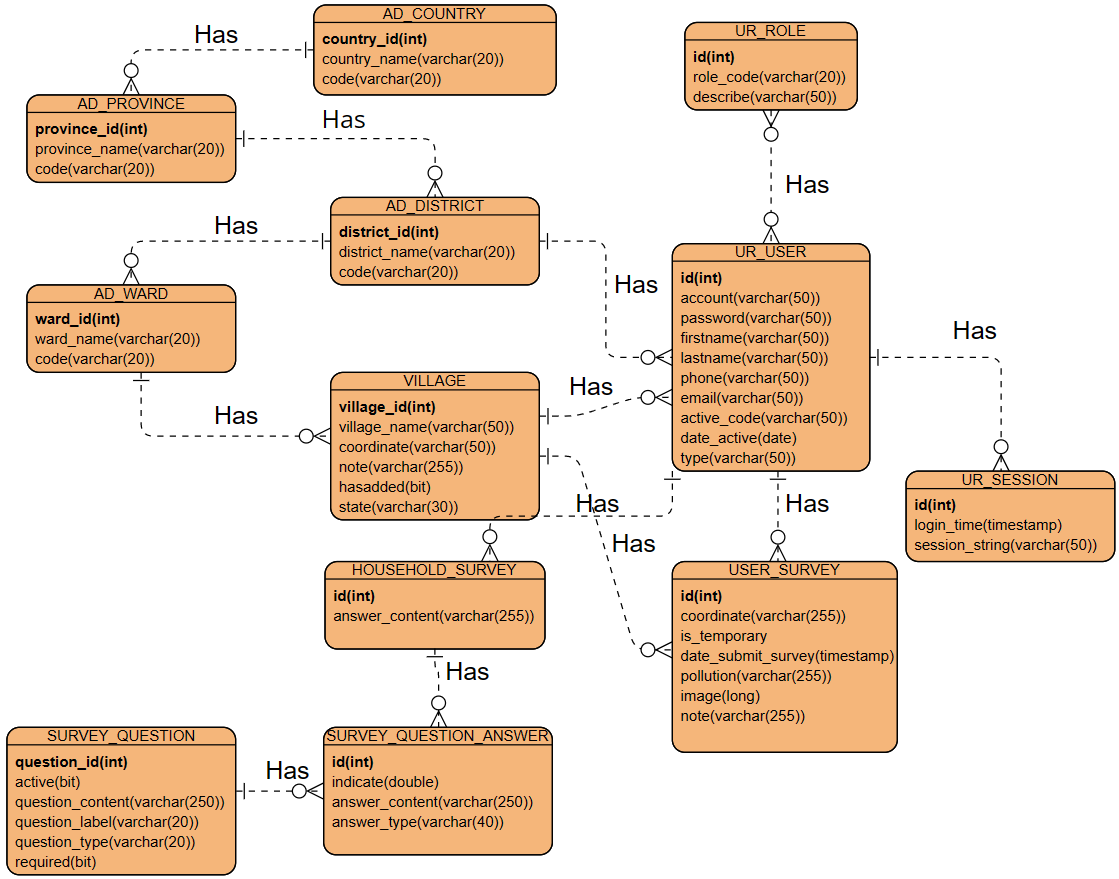 AD_COUNTRY
country_id(int)
country_name(varchar(20))
code(varchar(20))
Has
AD_PROVINCE
province_id(int)
province_name(varchar(20))
code(varchar(20))
Has
UR_ROLE
id(int)
role_code(varchar(20))
describe(varchar(50))
Has
AD_DISTRICT
district_id(int)
district_name(varchar(20))
code(varchar(20))
Has
AD_WARD
ward_id(int)
ward_name(varchar(20))
code(varchar(20))
Has
UR_USER
id(int)
account(varchar(50))
password(varchar(50))
firstname(varchar(50))
lastname(varchar(50))
phone(varchar(50))
email(varchar(50))
active_code(varchar(50))
date_active(date)
type(varchar(50))
Has
Has
VILLAGE
village_id(int)
village_name(varchar(50))
coordinate(varchar(50))
note(varchar(255))
hasadded(bit)
state(varchar(30))
Has
Has
UR_SESSION
id(int)
login_time(timestamp)
session_string(varchar(50))
Has
Has
Has
HOUSEHOLD_SURVEY
id(int)
answer_content(varchar(255))
USER_SURVEY
id(int)
coordinate(varchar(255))
is_temporary
date_submit_survey(timestamp)
pollution(varchar(255))
image(long)
note(varchar(255))
Has
SURVEY_QUESTION
question_id(int)
active(bit)
question_content(varchar(250))
question_label(varchar(20))
question_type(varchar(20))
required(bit)
Has
SURVEY_QUESTION_ANSWER
id(int)
indicate(double)
answer_content(varchar(250))
answer_type(varchar(40))